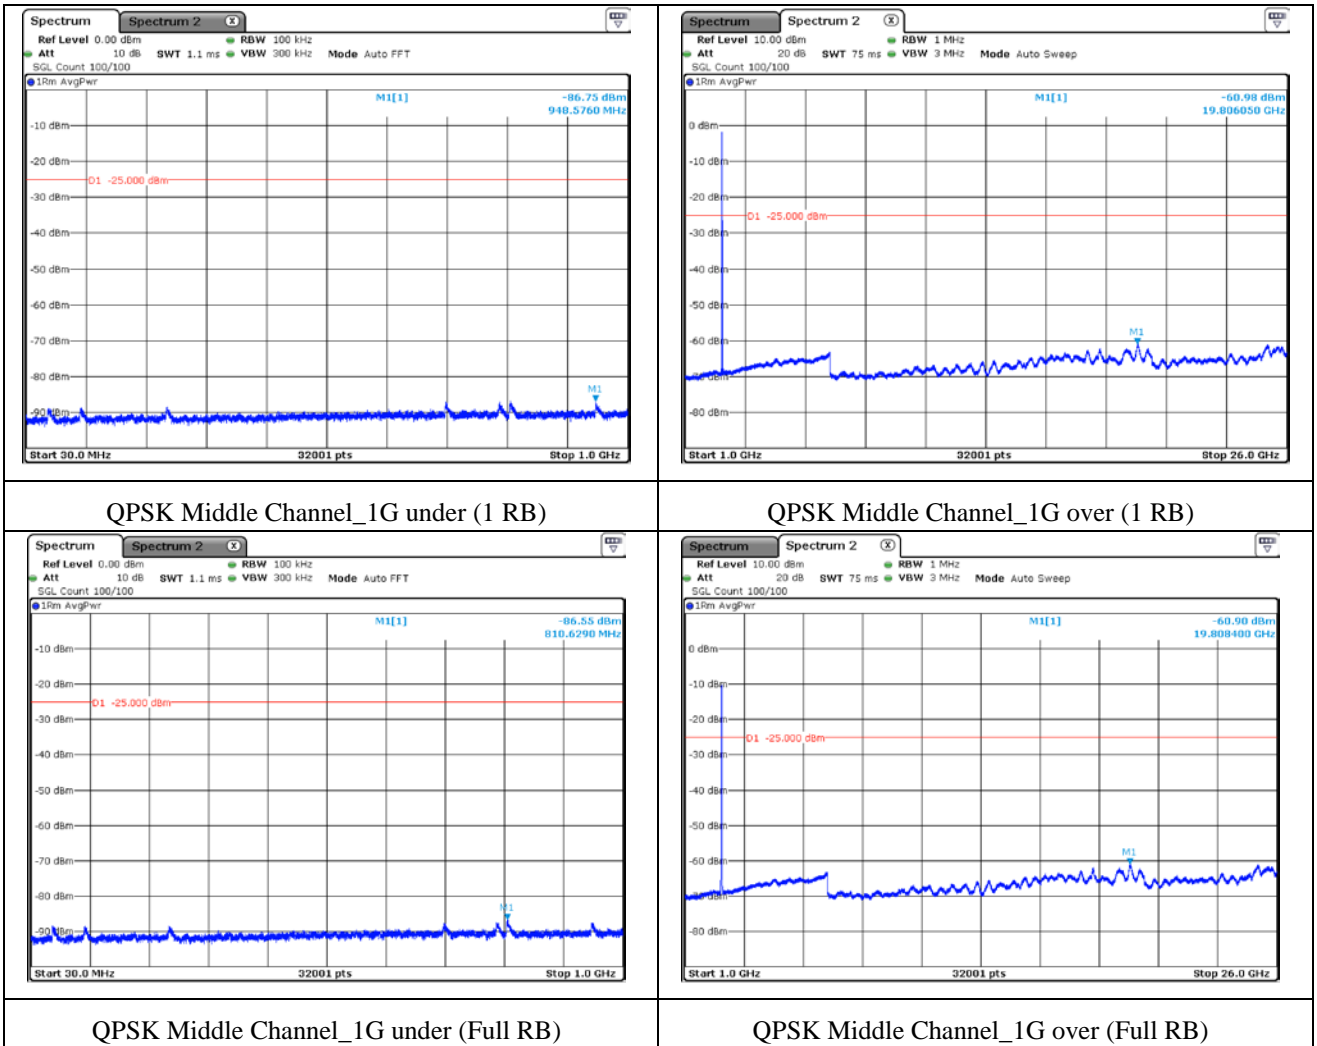 Spectrum Spectrum 2 X
Ref Level 0.00 dBm RBW 100 kHz
Att 10 dB SWT 1.1 ms VBW 300 kHz Mode Auto FFT
SGL Count 100/100
1Rm AvgPwr
M1[1] -86.75 dBm
948.5760 MHz
-10 dBm
-20 dBm
D1 -25.000 dBm
-30 dBm
-40 dBm
-50 dBm
-60 dBm
-70 dBm
-80 dBm
M1
-90 dBm
Start 30.0 MHz 32001 pts Stop 1.0 GHz
QPSK Middle Channel_1G under (1 RB)
Spectrum Spectrum 2 X
Ref Level 10.00 dBm RBW 1 MHz
Att 20 dB SWT 75 ms VBW 3 MHz Mode Auto Sweep
SGL Count 100/100
1Rm AvgPwr
M1[1] -60.98 dBm
19.806050 GHz
0 dBm
-10 dBm
-20 dBm
D1 -25.000 dBm
-30 dBm
-40 dBm
-50 dBm
M1
-60 dBm
-80 dBm
Start 1.0 GHz 32001 pts Stop 26.0 GHz
QPSK Middle Channel_1G over (1 RB)
Spectrum Spectrum 2 X
Ref Level 0.00 dBm RBW 100 kHz
Att 10 dB SWT 1.1 ms VBW 300 kHz Mode Auto FFT
SGL Count 100/100
1Rm AvgPwr
M1[1] -86.55 dBm
810.6290 MHz
-10 dBm
-20 dBm
D1 -25.000 dBm
-30 dBm
-40 dBm
-50 dBm
-60 dBm
-70 dBm
-80 dBm
M1
-90 dBm
Start 30.0 MHz 32001 pts Stop 1.0 GHz
QPSK Middle Channel_1G under (Full RB)
Spectrum Spectrum 2 X
Ref Level 10.00 dBm RBW 1 MHz
Att 20 dB SWT 75 ms VBW 3 MHz Mode Auto Sweep
SGL Count 100/100
1Rm AvgPwr
M1[1] -60.90 dBm
19.808400 GHz
0 dBm
-10 dBm
-20 dBm
D1 -25.000 dBm
-30 dBm
-40 dBm
-50 dBm
M1
-60 dBm
-80 dBm
Start 1.0 GHz 32001 pts Stop 26.0 GHz
QPSK Middle Channel_1G over (Full RB)